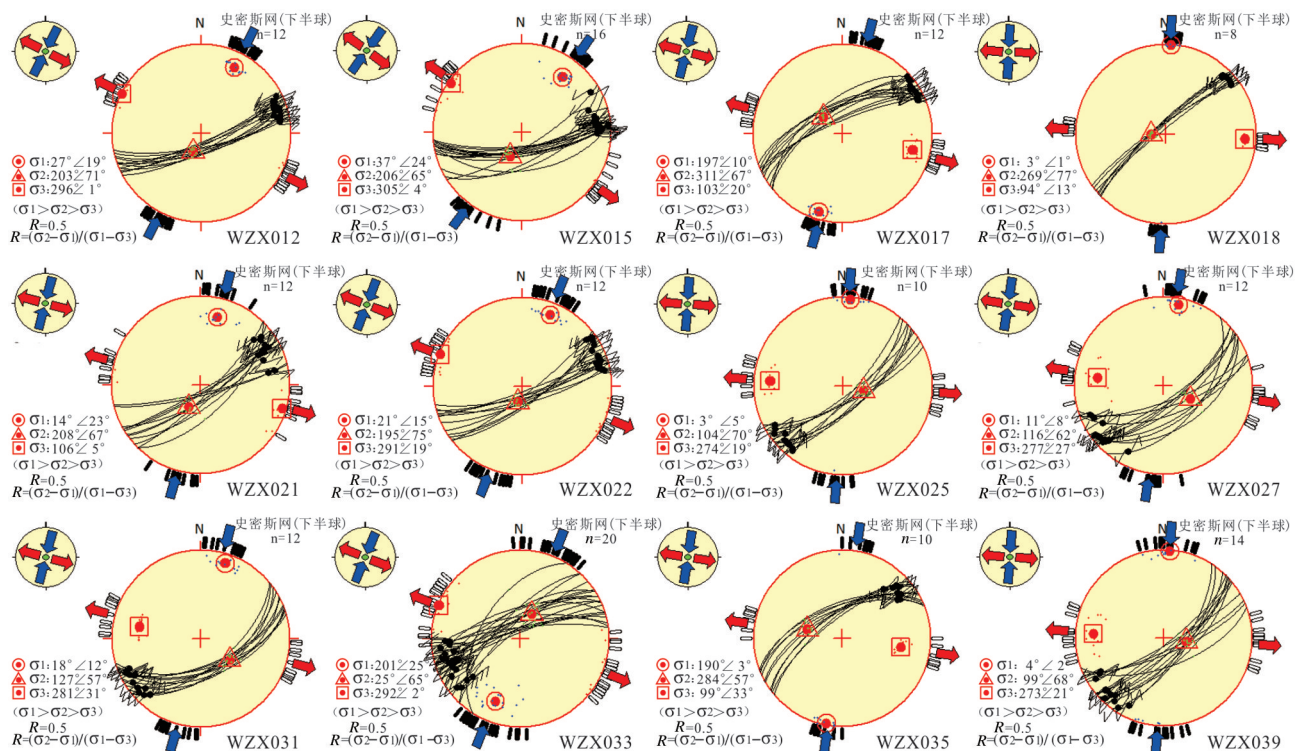 N
史密斯网(下半球)
n=12
σ1:27°∠19°
σ2:203∠71°
σ3:296∠ 1°
(σ1>σ2>σ3)
R=0.5
R=(σ2−σ1)/(σ1−σ3)
WZX012
史密斯网(下半球)
n=16
σ1:37°∠24°
σ2:206∠65°
σ3:305∠ 4°
(σ1>σ2>σ3)
R=0.5
R=(σ2−σ1)/(σ1−σ3)
WZX015
N
史密斯网(下半球)
n=12
σ1:197∠10°
σ2:311∠67°
σ3:103∠20°
(σ1>σ2>σ3)
R=0.5
R=(σ2−σ1)/(σ1−σ3)
WZX017
N
史密斯网(下半球)
n=8
σ1: 3° ∠1°
σ2:269∠77°
σ3:94°∠13°
(σ1>σ2>σ3)
R=0.5
R=(σ2−σ1)/(σ1−σ3)
WZX018
N
史密斯网(下半球)
n=12
σ1:14° ∠23°
σ2:208∠67°
σ3:106∠ 5°
(σ1>σ2>σ3)
R=0.5
R=(σ2−σ1)/(σ1−σ3)
WZX021
N
史密斯网(下半球)
n=12
σ1:21°∠15°
σ2:195∠75°
σ3:291∠19°
(σ1>σ2>σ3)
R=0.5
R=(σ2−σ1)/(σ1−σ3)
WZX022
N
史密斯网(下半球)
n=10
σ1:3° ∠5°
σ2:104∠70°
σ3:274∠19°
(σ1>σ2>σ3)
R=0.5
R=(σ2−σ1)/(σ1−σ3)
WZX025
N
史密斯网(下半球)
n=12
σ1:11°∠8°
σ2:116∠62°
σ3:277∠27°
(σ1>σ2>σ3)
R=0.5
R=(σ2−σ1)/(σ1−σ3)
WZX027
N
史密斯网(下半球)
n=12
σ1:18°∠12°
σ2:127∠57°
σ3:281∠31°
(σ1>σ2>σ3)
R=0.5
R=(σ2−σ1)/(σ1−σ3)
WZX031
N
史密斯网(下半球)
n=20
σ1:201∠25°
σ2:25°∠65°
σ3:292∠ 2°
(σ1>σ2>σ3)
R=0.5
R=(σ2−σ1)/(σ1−σ3)
WZX033
N
史密斯网(下半球)
n=10
σ1:190∠ 3°
σ2:284∠57°
σ3: 99∠33°
(σ1>σ2>σ3)
R=0.5
R=(σ2−σ1)/(σ1−σ3)
WZX035
N
史密斯网(下半球)
n=14
σ1: 4°∠2°
σ2: 99∠68°
σ3:273∠21°
(σ1>σ2>σ3)
R=0.5
R=(σ2−σ1)/(σ1−σ3)
WZX039